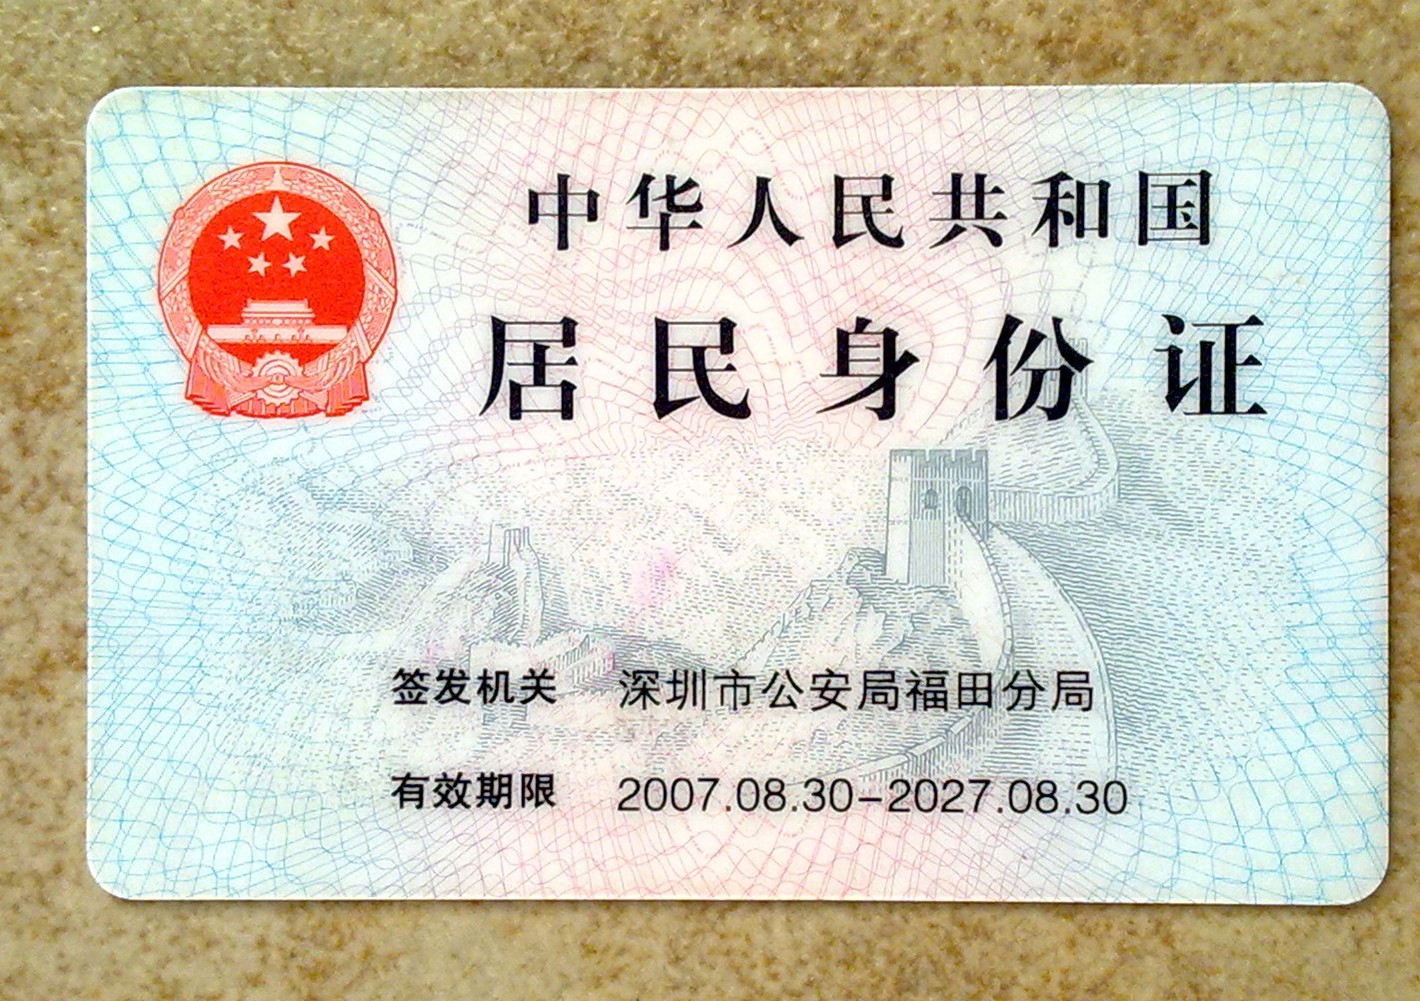 中华人民共和国
居民身份证
签发机关 深圳市公安局福田分局
有效期限 2007.08.30-2027.08.30